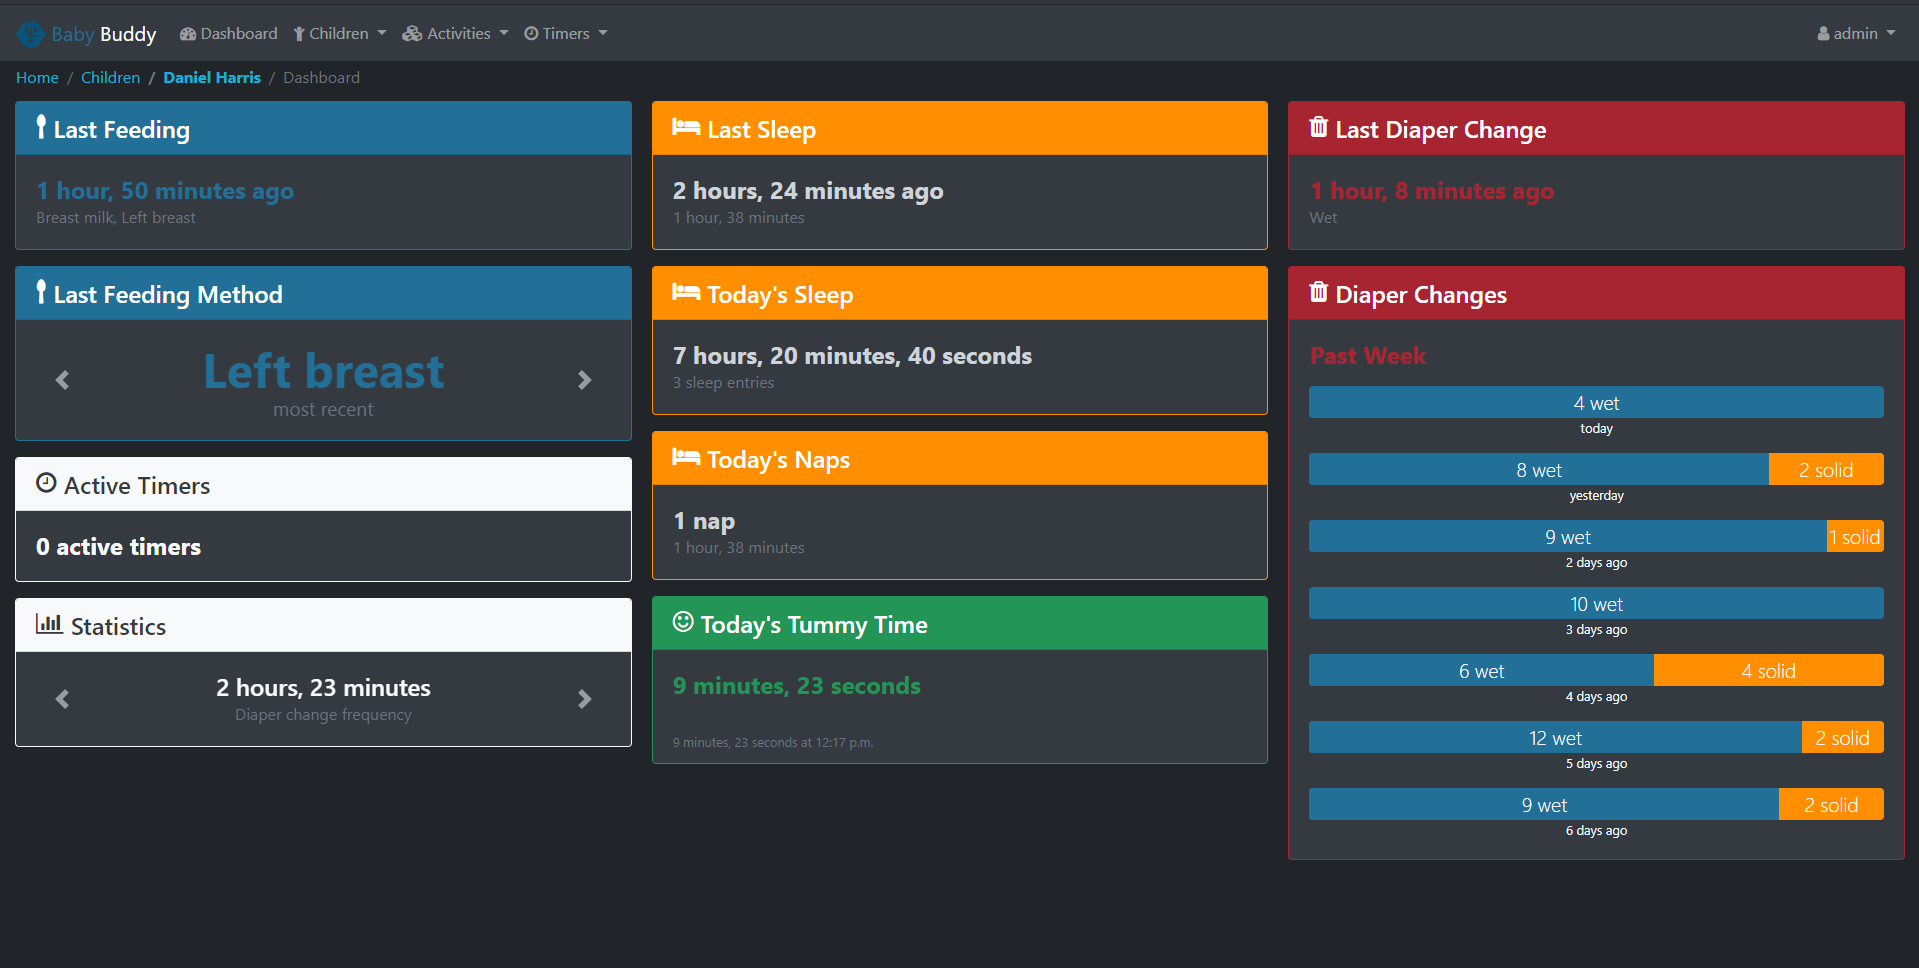 Baby Buddy Dashboard Children Activities Timers admin
Home / Children / Daniel Harris / Dashboard
Last Feeding
1 hour, 50 minutes ago
Breast milk, Left breast
Last Feeding Method
Left breast
most recent
Active Timers
0 active timers
Statistics
2 hours, 23 minutes
Diaper change frequency
Last Sleep
2 hours, 24 minutes ago
1 hour, 38 minutes
Today's Sleep
7 hours, 20 minutes, 40 seconds
3 sleep entries
Today's Naps
1 nap
1 hour, 38 minutes
Today's Tummy Time
9 minutes, 23 seconds
9 minutes, 23 seconds at 12:17 p.m.
Last Diaper Change
1 hour, 8 minutes ago
Wet
Diaper Changes
Past Week
4 wet
today
8 wet 2 solid
yesterday
9 wet 1 solid
2 days ago
10 wet
3 days ago
6 wet 4 solid
4 days ago
12 wet 2 solid
5 days ago
9 wet 2 solid
6 days ago